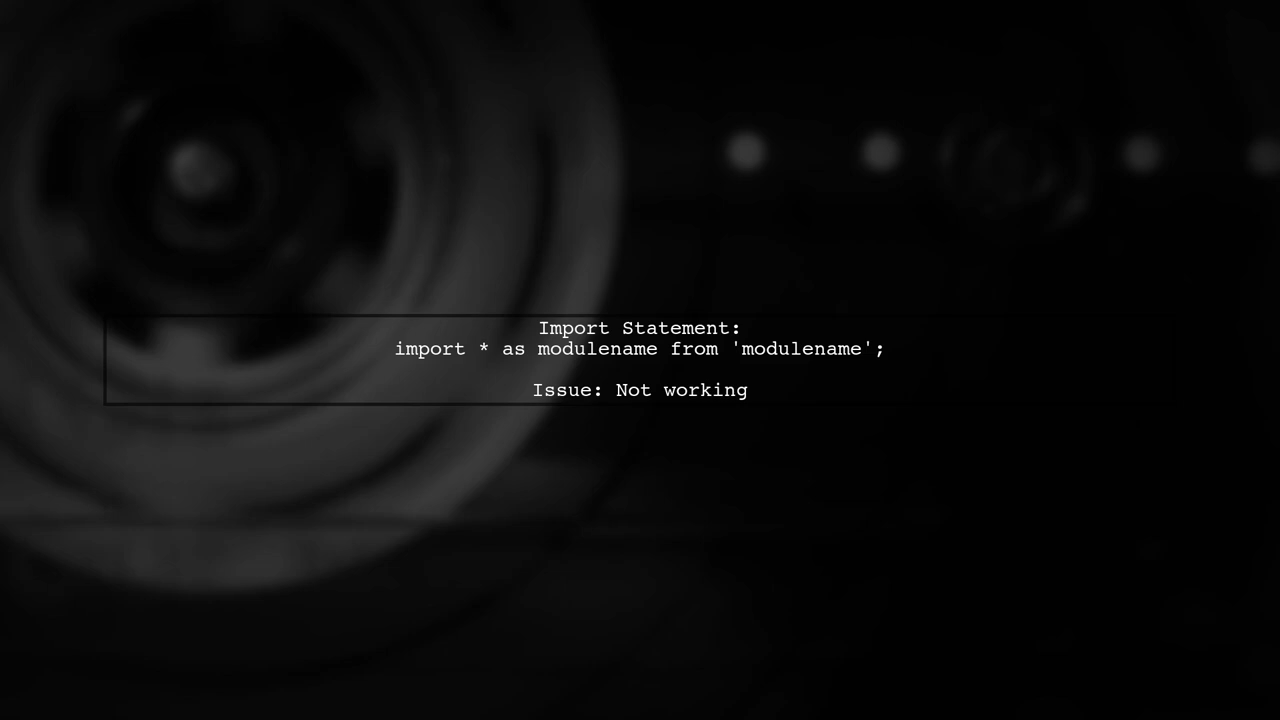 Import Statement:
import * as modulename from 'modulename';
Issue: Not working